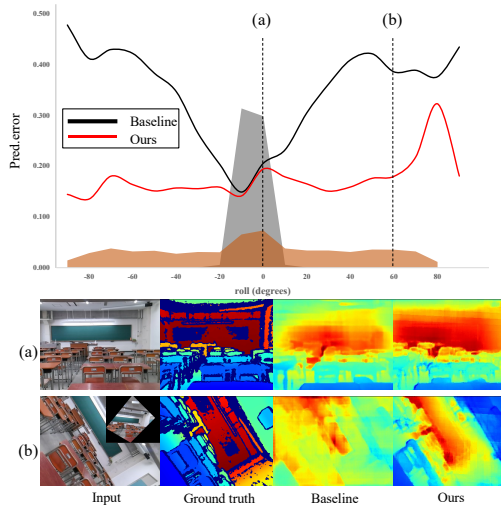 (a)
(b)
0.500
0.400
0.300
0.200
0.100
0.000
Pred.error
Baseline
Ours
-80
-60
-40
-20
0
20
40
60
80
roll (degrees)
(a)
(b)
Input
Ground truth
Baseline
Ours